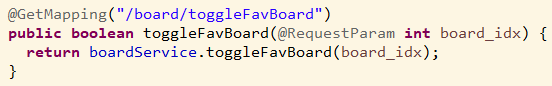 @GetMapping("/board/toggleFavBoard")
public boolean toggleFavBoard(@RequestParam int board_idx) {
  return boardService.toggleFavBoard(board_idx);
}